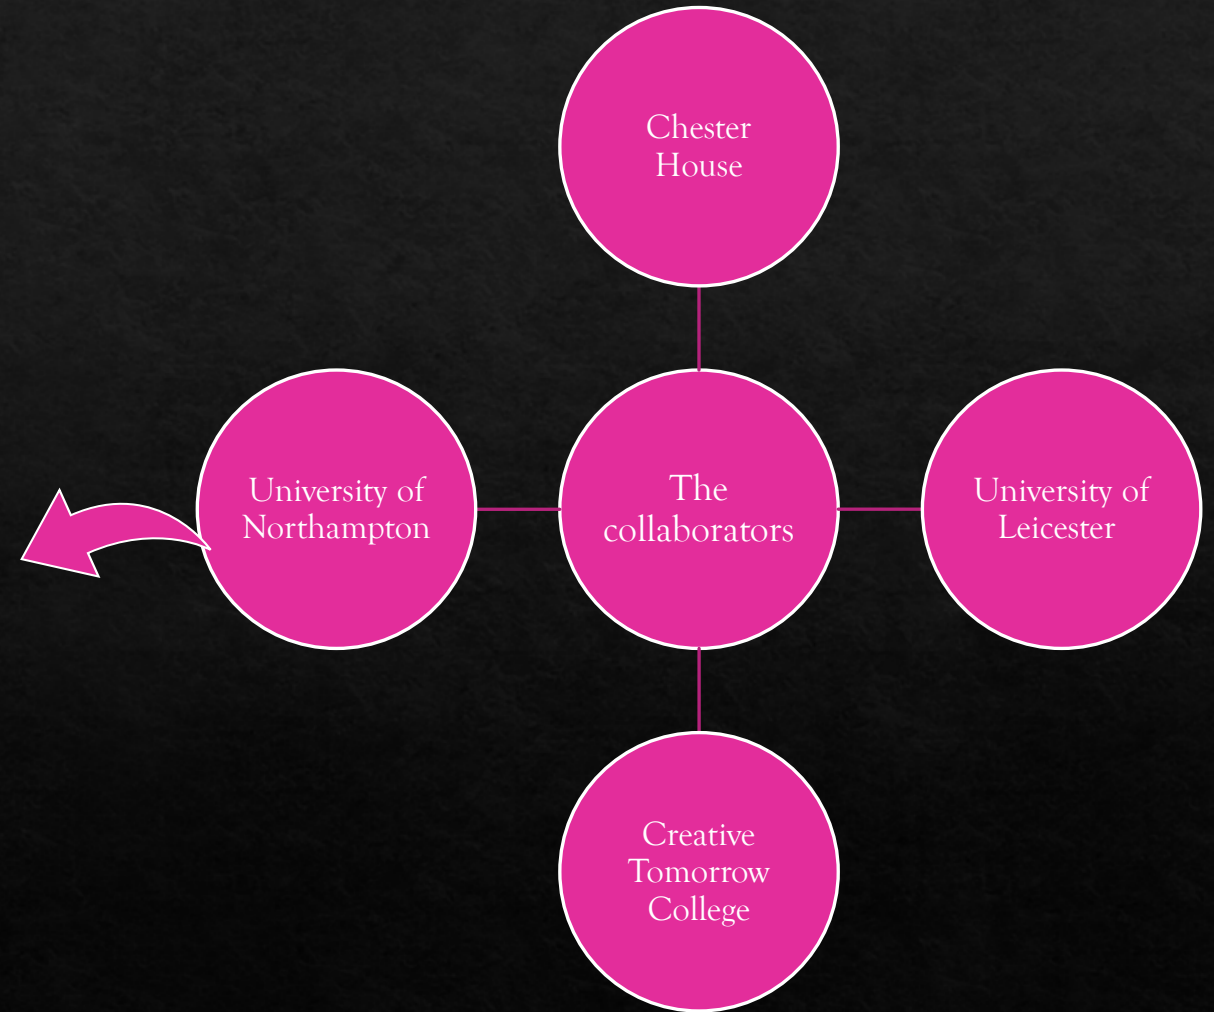 Chester
House
University of
Northampton
The
collaborators
University of
Leicester
Creative
Tomorrow
College